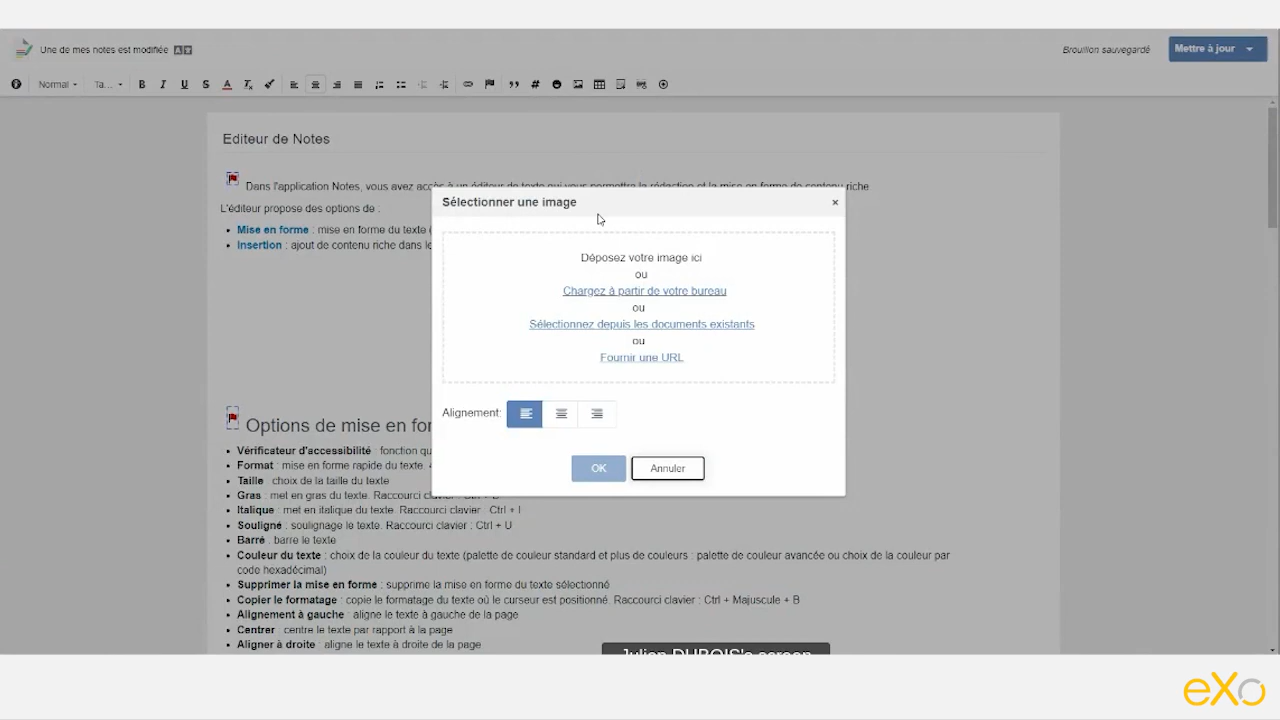 Une de mes notes est modifiée
Brouillon sauvegardé
Mettre à jour
Normal
Ta...
B I U S A
Editeur de Notes
Dans l'application Notes, vous avez accès à un éditeur de texte qui vous permettra la rédaction et la mise en forme de contenu riche
L'éditeur propose des options de :
Mise en forme : mise en forme du texte (
Insertion : ajout de contenu riche dans le
Sélectionner une image
×
Déposez votre image ici
ou
Chargez à partir de votre bureau
ou
Sélectionnez depuis les documents existants
ou
Fournir une URL
Alignement:
OK
Annuler
Options de mise en for
Vérificateur d'accessibilité : fonction qu
Format : mise en forme rapide du texte.
Taille : choix de la taille du texte
Gras : met en gras du texte. Raccourci clavier : Ctrl + B
Italique : met en italique du texte. Raccourci clavier : Ctrl + I
Souligné : soulignage le texte. Raccourci clavier : Ctrl + U
Barré : barre le texte
Couleur du texte : choix de la couleur du texte (palette de couleur standard et plus de couleurs : palette de couleur avancée ou choix de la couleur par
code hexadécimal)
Supprimer la mise en forme : supprime la mise en forme du texte sélectionné
Copier le formatage : copie le formatage du texte où le curseur est positionné. Raccourci clavier : Ctrl + Majuscule + B
Alignement à gauche : aligne le texte à gauche de la page
Centrer : centre le texte par rapport à la page
Aligner à droite : aligne le texte à droite de la page
Julien DUBOIS's screen
eXo